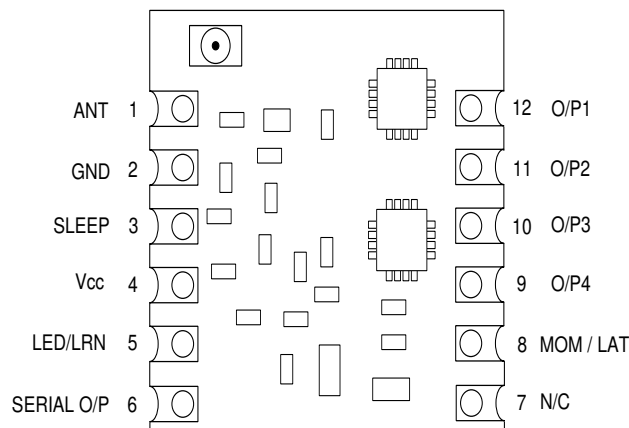 ANT 1
12 O/P1
GND 2
11 O/P2
SLEEP 3
10 O/P3
Vcc 4
9 O/P4
LED/LRN 5
8 MOM / LAT
SERIAL O/P 6
7 N/C